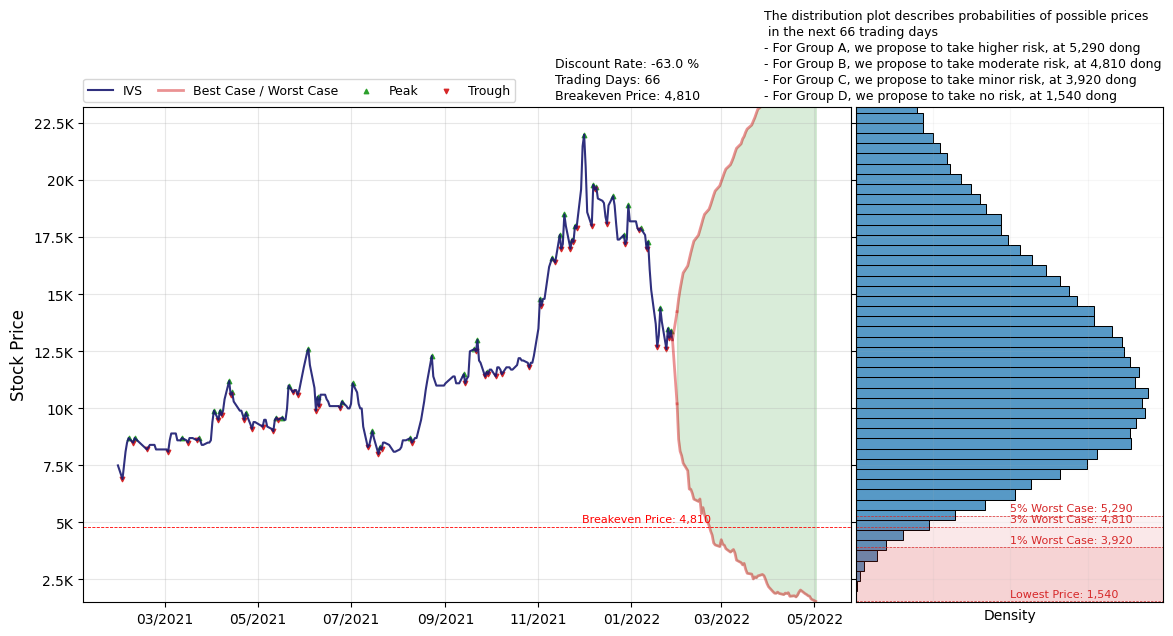 The distribution plot describes probabilities of possible prices
in the next 66 trading days
- For Group A, we propose to take higher risk, at 5,290 dong
- For Group B, we propose to take moderate risk, at 4,810 dong
- For Group C, we propose to take minor risk, at 3,920 dong
- For Group D, we propose to take no risk, at 1,540 dong
Discount Rate: -63.0 %
Trading Days: 66
Breakeven Price: 4,810
IVS
Best Case / Worst Case
Peak
Trough
Stock Price
22.5K
20K
17.5K
15K
12.5K
10K
7.5K
5K
2.5K
Breakeven Price: 4,810
03/2021
05/2021
07/2021
09/2021
11/2021
01/2022
03/2022
05/2022
5% Worst Case: 5,290
3% Worst Case: 4,810
1% Worst Case: 3,920
Lowest Price: 1,540
Density